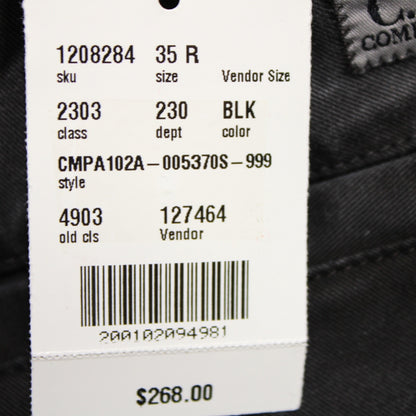 1208284 35 R
sku size Vendor Size
2303 230 BLK
class dept color
CMPA102A-005370S-999
style
4903 127464
old cls Vendor
200102094981
$268.00